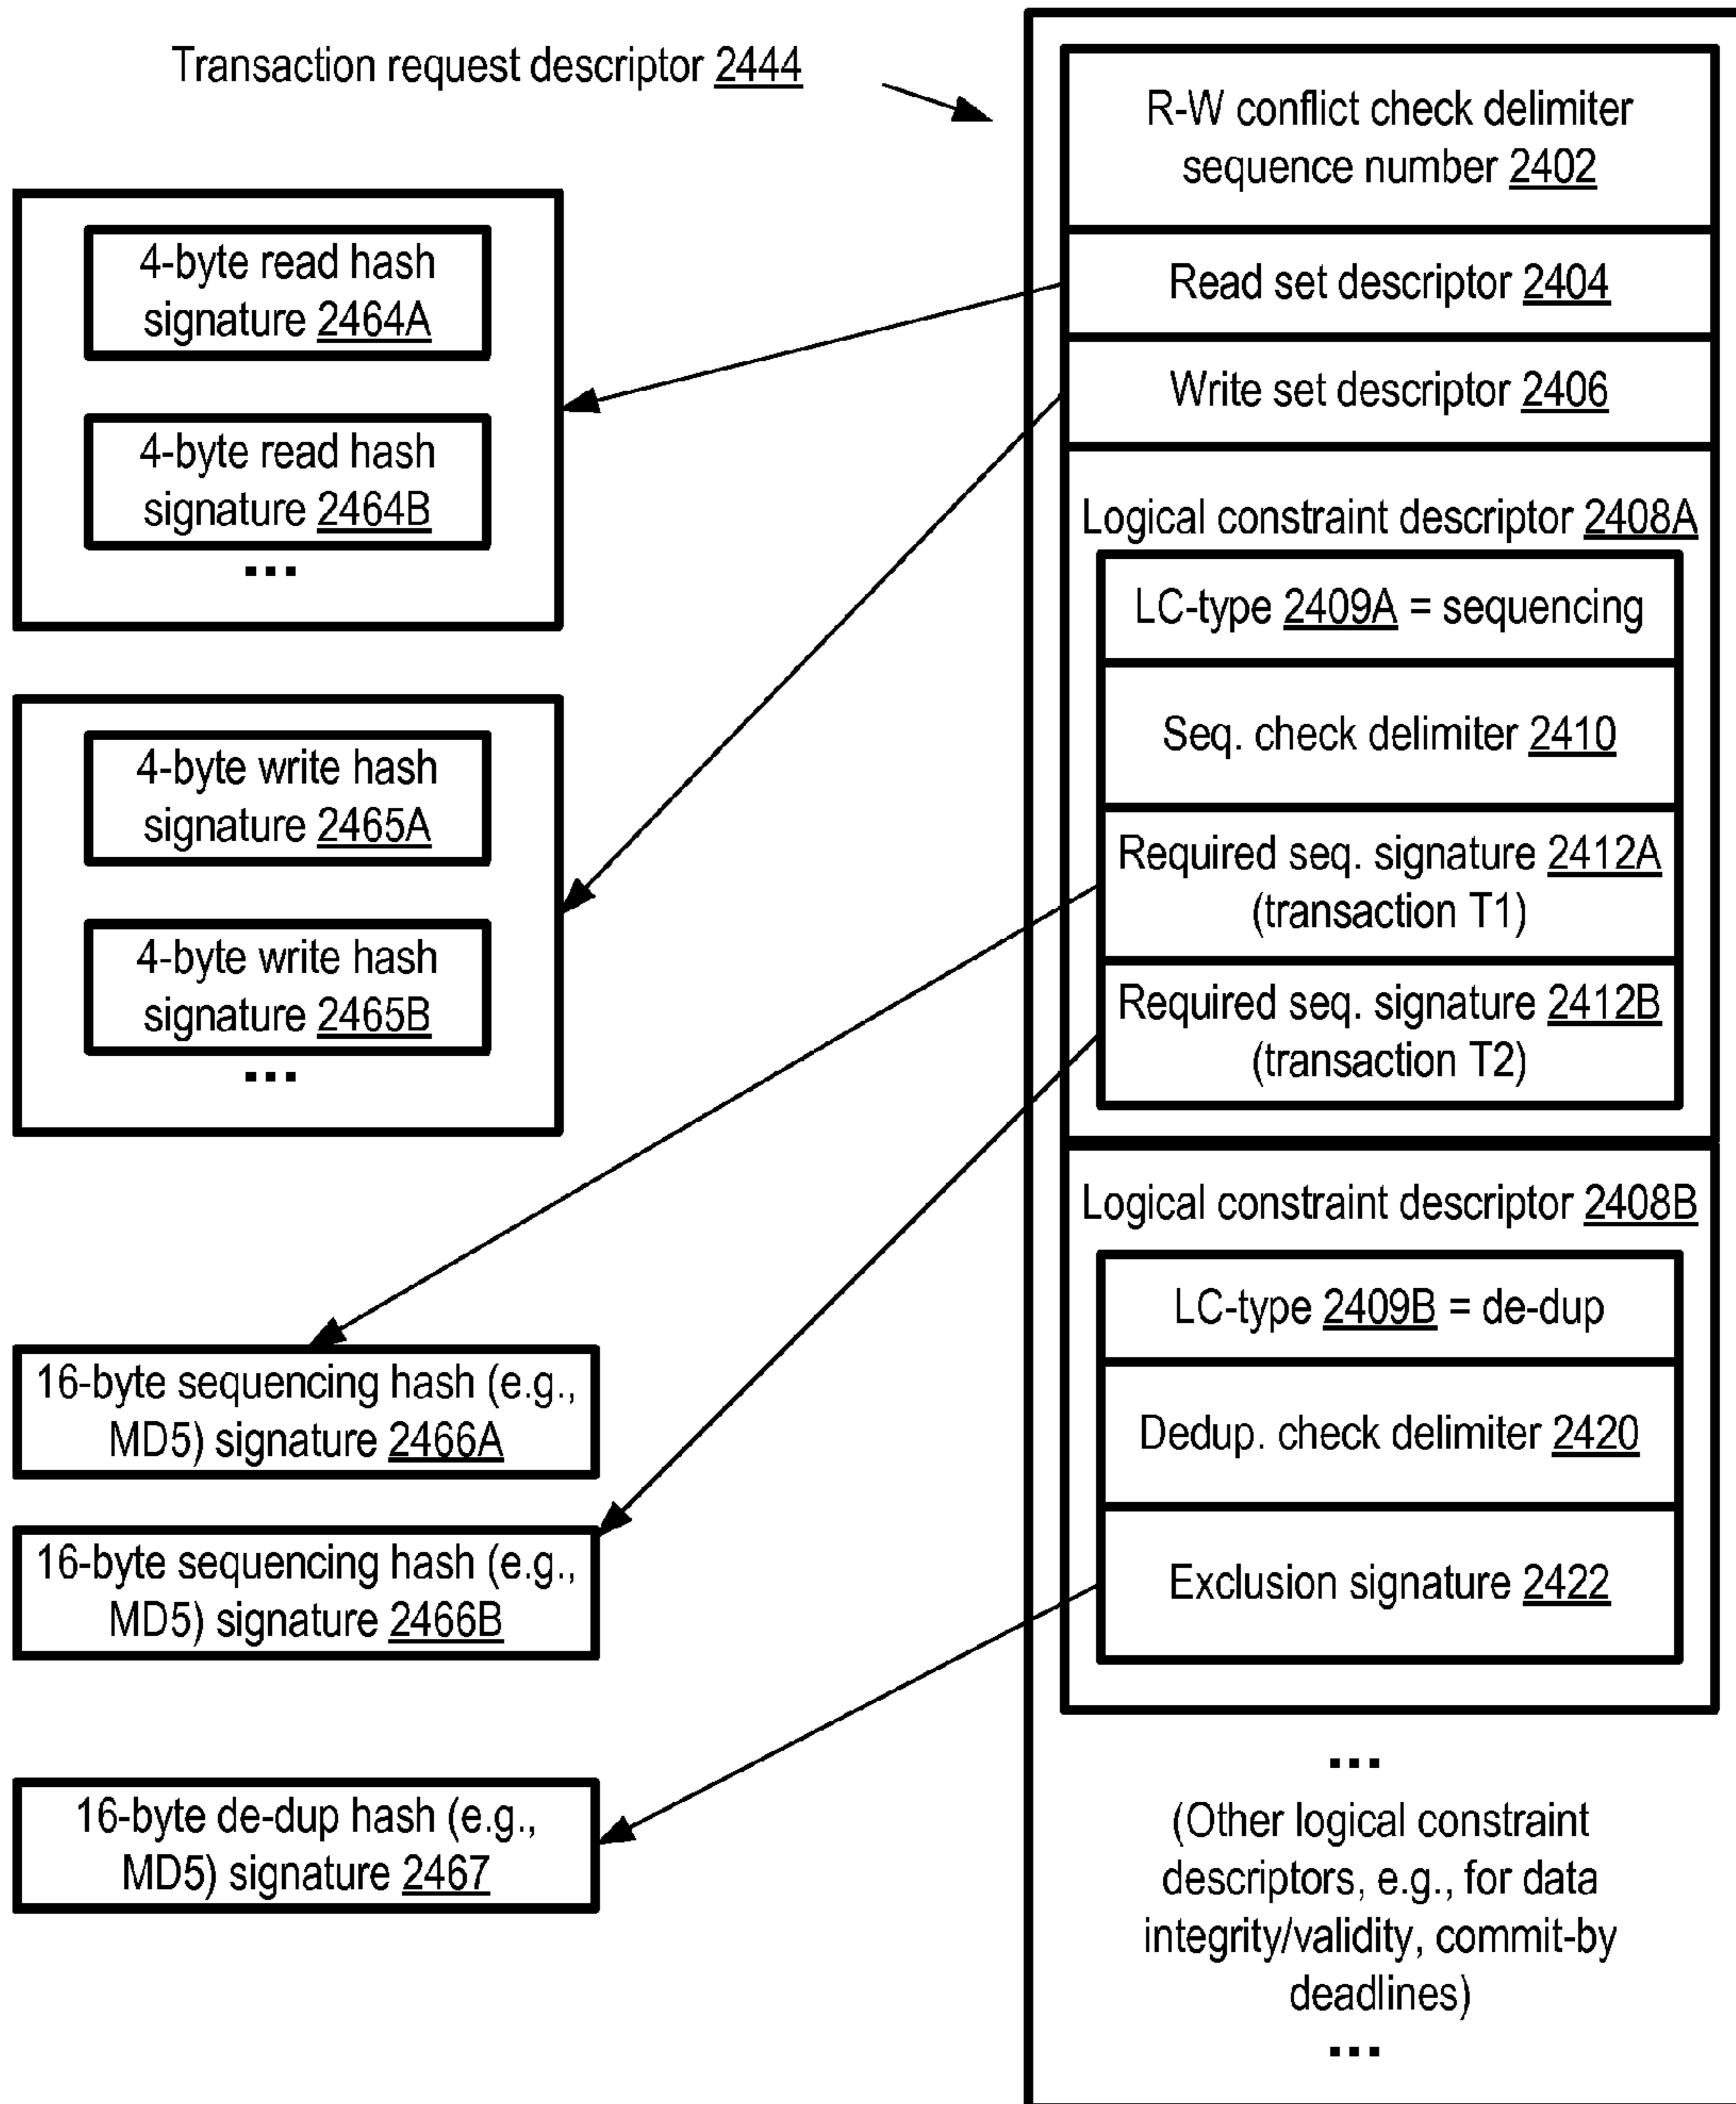 Transaction request descriptor 2444
R-W conflict check delimiter
sequence number 2402
Read set descriptor 2404
Write set descriptor 2406
Logical constraint descriptor 2408A
LC-type 2409A = sequencing
Seq. check delimiter 2410
Required seq. signature 2412A
(transaction T1)
Required seq. signature 2412B
(transaction T2)
Logical constraint descriptor 2408B
LC-type 2409B = de-dup
Dedup. check delimiter 2420
Exclusion signature 2422
...
(Other logical constraint
descriptors, e.g., for data
integrity/validity, commit-by
deadlines)
...
4-byte read hash
signature 2464A
4-byte read hash
signature 2464B
...
4-byte write hash
signature 2465A
4-byte write hash
signature 2465B
...
16-byte sequencing hash (e.g.,
MD5) signature 2466A
16-byte sequencing hash (e.g.,
MD5) signature 2466B
16-byte de-dup hash (e.g.,
MD5) signature 2467